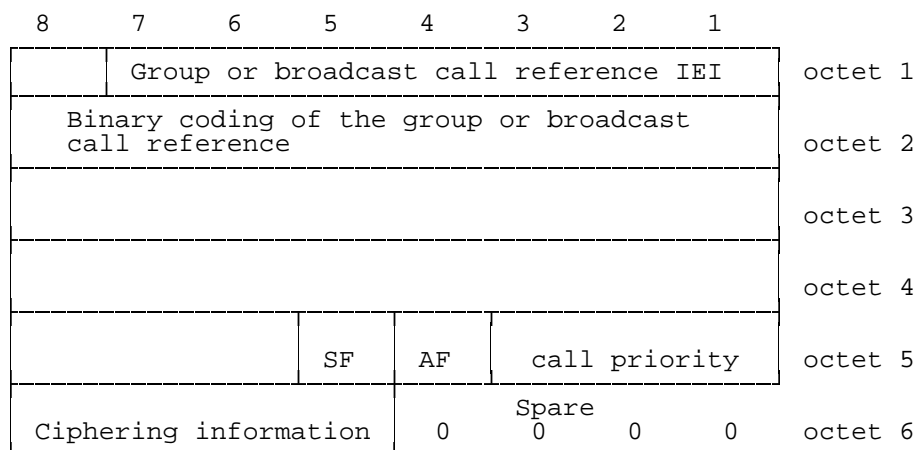 8 7 6 5 4 3 2 1
Group or broadcast call reference IEI octet 1
Binary coding of the group or broadcast
call reference octet 2
octet 3
octet 4
SF AF call priority octet 5
Spare
Ciphering information 0 0 0 0 octet 6